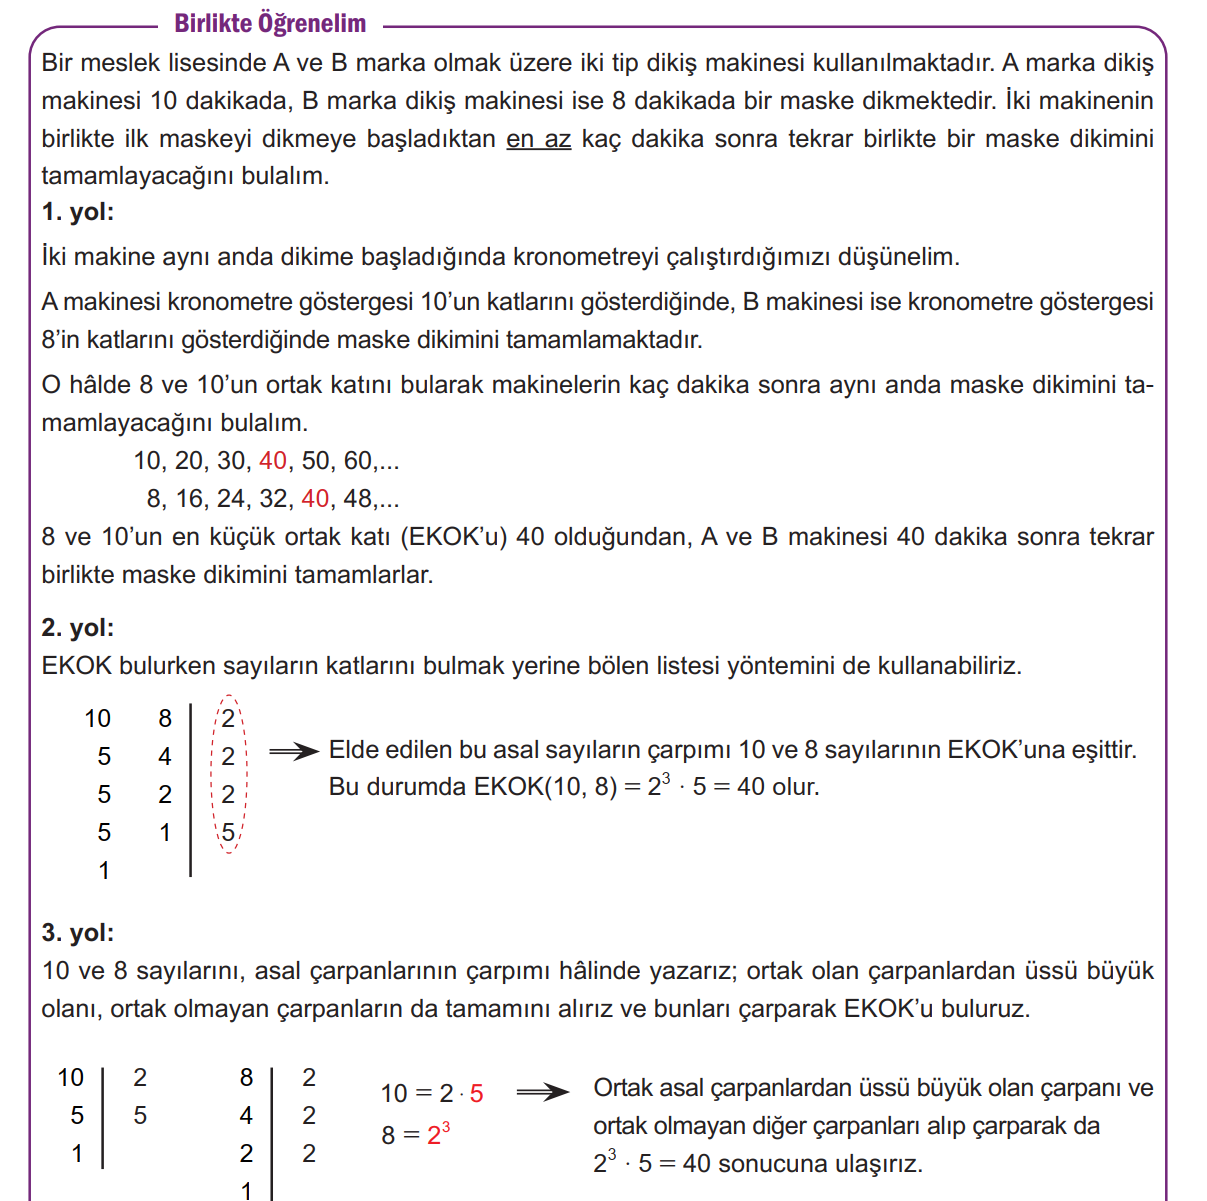 Birlikte Öğrenelim
Bir meslek lisesinde A ve B marka olmak üzere iki tip dikiş makinesi kullanılmaktadır. A marka dikiş
makinesi 10 dakikada, B marka dikiş makinesi ise 8 dakikada bir maske dikmektedir. İki makinenin
birlikte ilk maskeyi dikmeye başladıktan en az kaç dakika sonra tekrar birlikte bir maske dikimini
tamamlayacağını bulalım.
1. yol:
İki makine aynı anda dikime başladığında kronometreyi çalıştırdığımızı düşünelim.
A makinesi kronometre göstergesi 10’un katlarını gösterdiğinde, B makinesi ise kronometre göstergesi
8’in katlarını gösterdiğinde maske dikimini tamamlamaktadır.
O hâlde 8 ve 10’un ortak katını bularak makinelerin kaç dakika sonra aynı anda maske dikimini ta-
mamlayacağını bulalım.
10, 20, 30, 40, 50, 60,...
8, 16, 24, 32, 40, 48,...
8 ve 10’un en küçük ortak katı (EKOK’u) 40 olduğundan, A ve B makinesi 40 dakika sonra tekrar
birlikte maske dikimini tamamlarlar.
2. yol:
EKOK bulurken sayıların katlarını bulmak yerine bölen listesi yöntemini de kullanabiliriz.
10 8 2
5 4 2
5 2 2
5 1 5
1
Elde edilen bu asal sayıların çarpımı 10 ve 8 sayılarının EKOK’una eşittir.
Bu durumda EKOK(10, 8) = 2³ · 5 = 40 olur.
3. yol:
10 ve 8 sayılarını, asal çarpanlarının çarpımı hâlinde yazarız; ortak olan çarpanlardan üssü büyük
olanı, ortak olmayan çarpanların da tamamını alırız ve bunları çarparak EKOK’u buluruz.
10 2
5 5
1
8 2
4 2
2 2
1
10 = 2 · 5
8 = 2³
Ortak asal çarpanlardan üssü büyük olan çarpanı ve
ortak olmayan diğer çarpanları alıp çarparak da
2³ · 5 = 40 sonucuna ulaşırız.